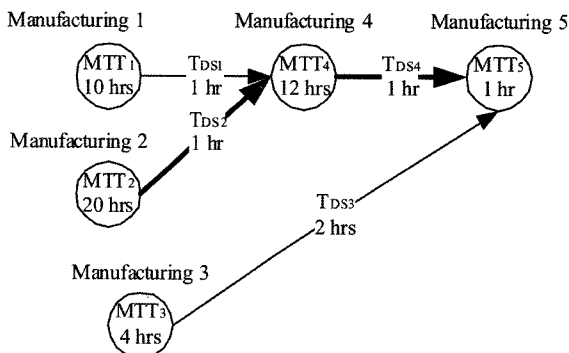 Manufacturing 1
Manufacturing 4
Manufacturing 5
MTT1
10 hrs
TDS1
1 hr
MTT4
12 hrs
TDS4
1 hr
MTT5
1 hr
TDS2
1 hr
Manufacturing 2
MTT2
20 hrs
TDS3
2 hrs
Manufacturing 3
MTT3
4 hrs